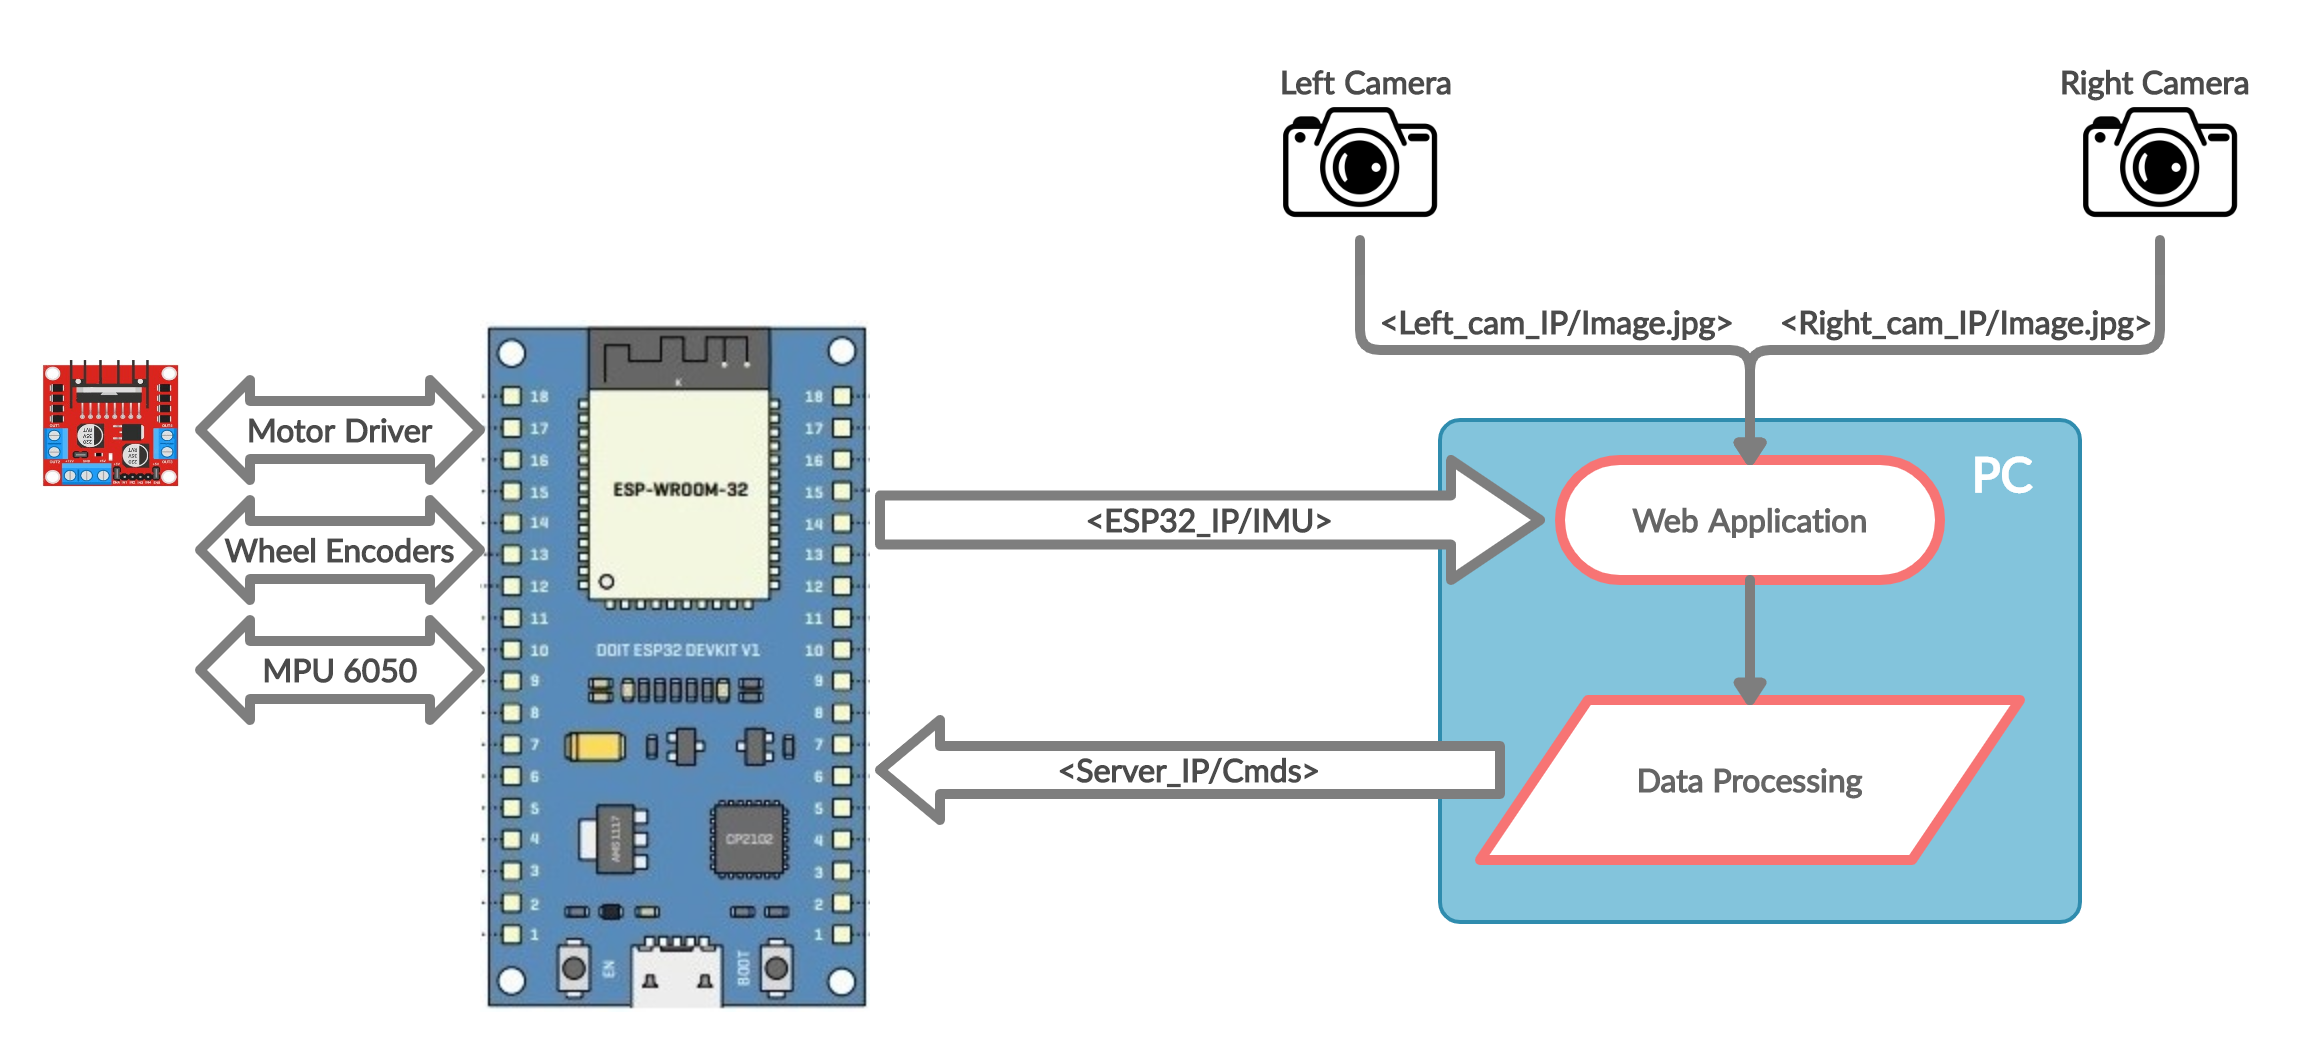 Left Camera
Right Camera
<Left_cam_IP/Image.jpg>
<Right_cam_IP/Image.jpg>
Motor Driver
Wheel Encoders
MPU 6050
K
ESP-WROOM-32
DOIT ESP32 DEVKIT V1
18
17
16
15
14
13
12
11
10
9
8
7
6
5
4
3
2
1
18
17
16
15
14
13
12
11
10
9
8
7
6
5
4
3
2
1
AMS1117
CP2102
EN
BOOT
<ESP32_IP/IMU>
<Server_IP/Cmds>
PC
Web Application
Data Processing